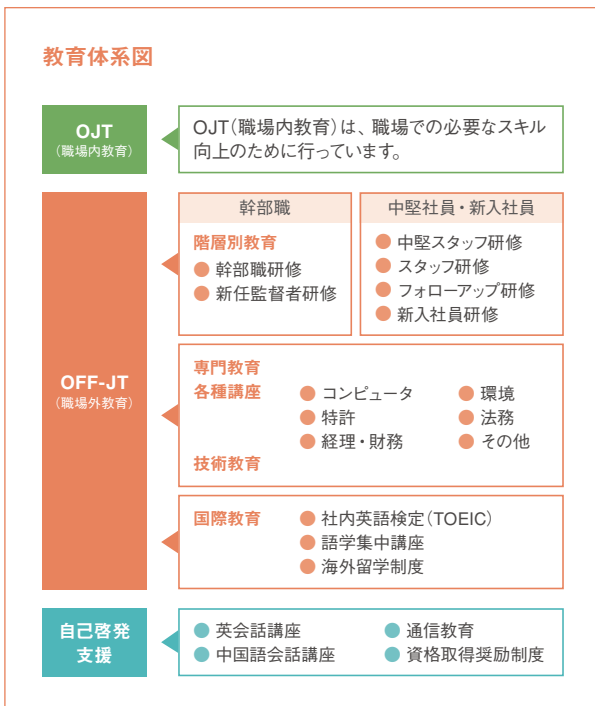 教育体系図
OJT
（職場内教育）
OJT（職場内教育）は、職場での必要なスキル
向上のために行っています。
OFF-JT
（職場外教育）
幹部職
階層別教育
幹部職研修
新任監督者研修
中堅社員・新入社員
中堅スタッフ研修
スタッフ研修
フォローアップ研修
新入社員研修
専門教育
各種講座
コンピュータ
環境
特許
法務
経理・財務
その他
技術教育
国際教育
社内英語検定（TOEIC）
語学集中講座
海外留学制度
自己啓発
支援
英会話講座
通信教育
中国語会話講座
資格取得奨励制度